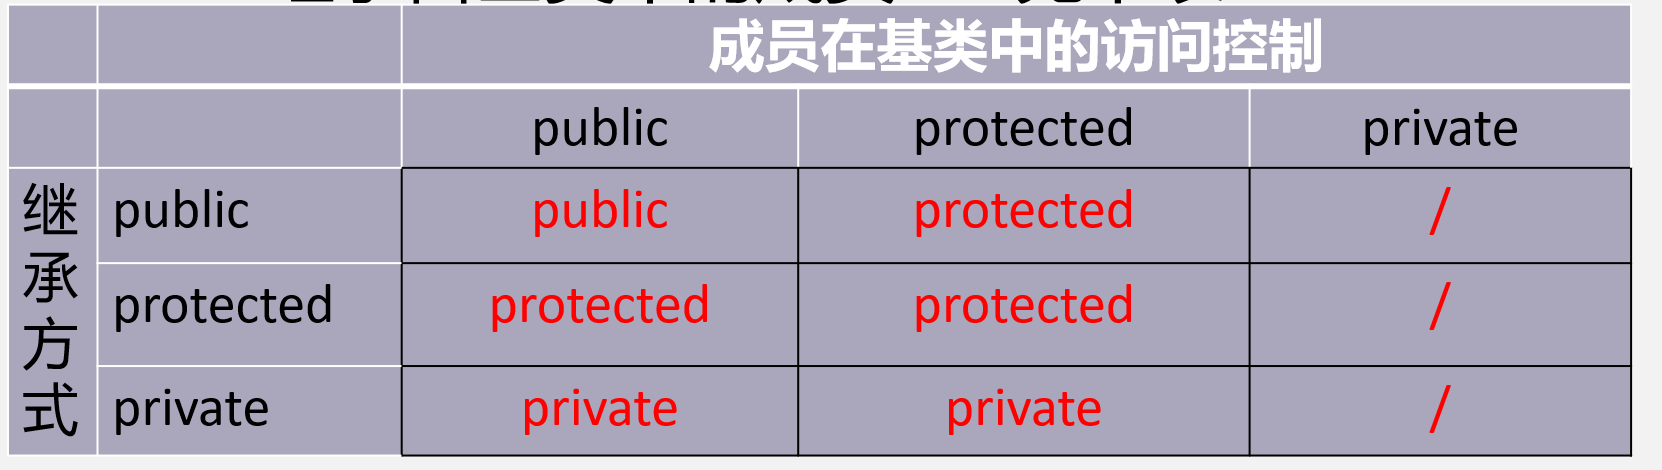 成员在基类中的访问控制
public protected private
继承方式
public public protected /
protected protected protected /
private private private /